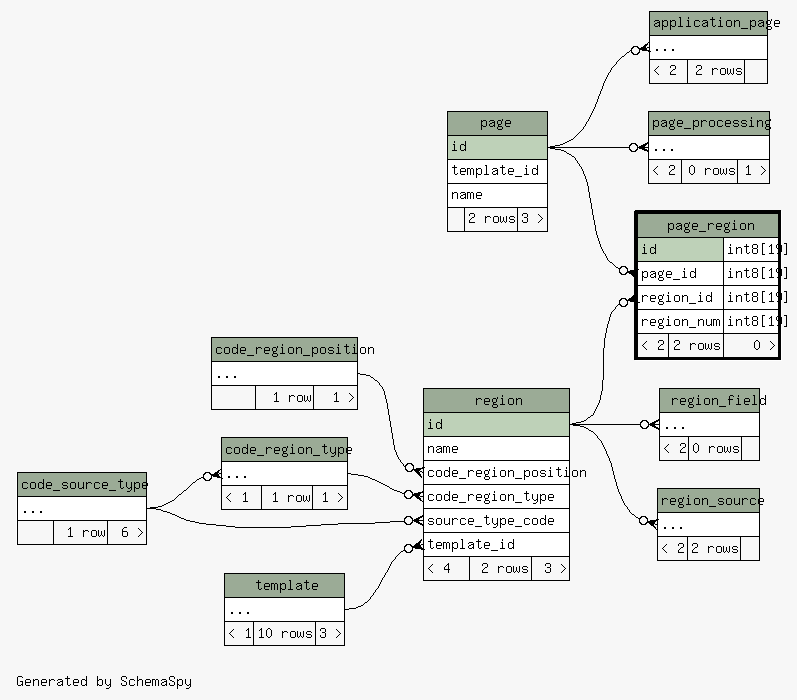 application_page
...
< 2 2 rows
page
id
template_id
name
2 rows 3 >
page_processing
...
< 2 0 rows 1 >
page_region
id int8[19]
page_id int8[19]
region_id int8[19]
region_num int8[19]
< 2 2 rows 0 >
code_region_position
...
1 row 1 >
region
id
name
code_region_position
code_region_type
source_type_code
template_id
< 4 2 rows 3 >
region_field
...
< 2 0 rows
code_region_type
...
< 1 1 row 1 >
code_source_type
...
1 row 6 >
region_source
...
< 2 2 rows
template
...
< 1 10 rows 3 >
Generated by SchemaSpy